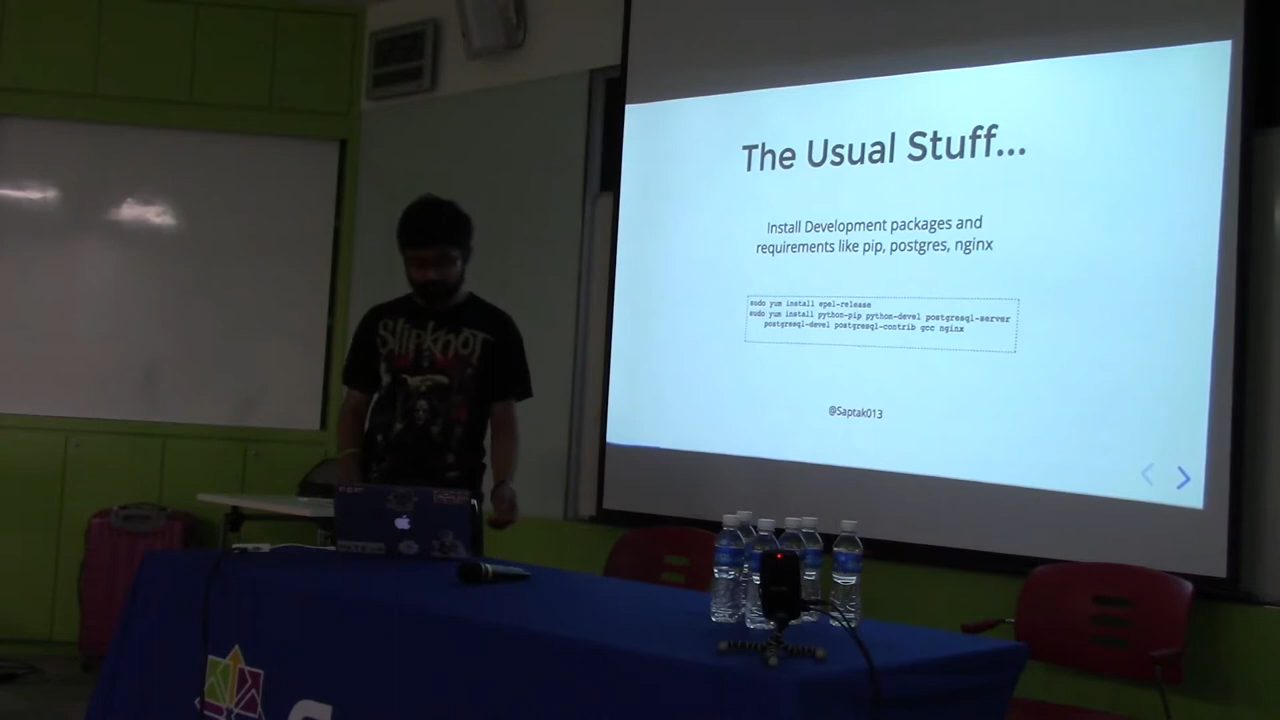 The Usual Stuff...
Install Development packages and
requirements like pip, postgres, nginx
sudo yum install epel-release
sudo yum install python-pip python-devel postgresql-server
postgresql-devel postgresql-contrib gcc nginx
@Saptak013
Slipknot